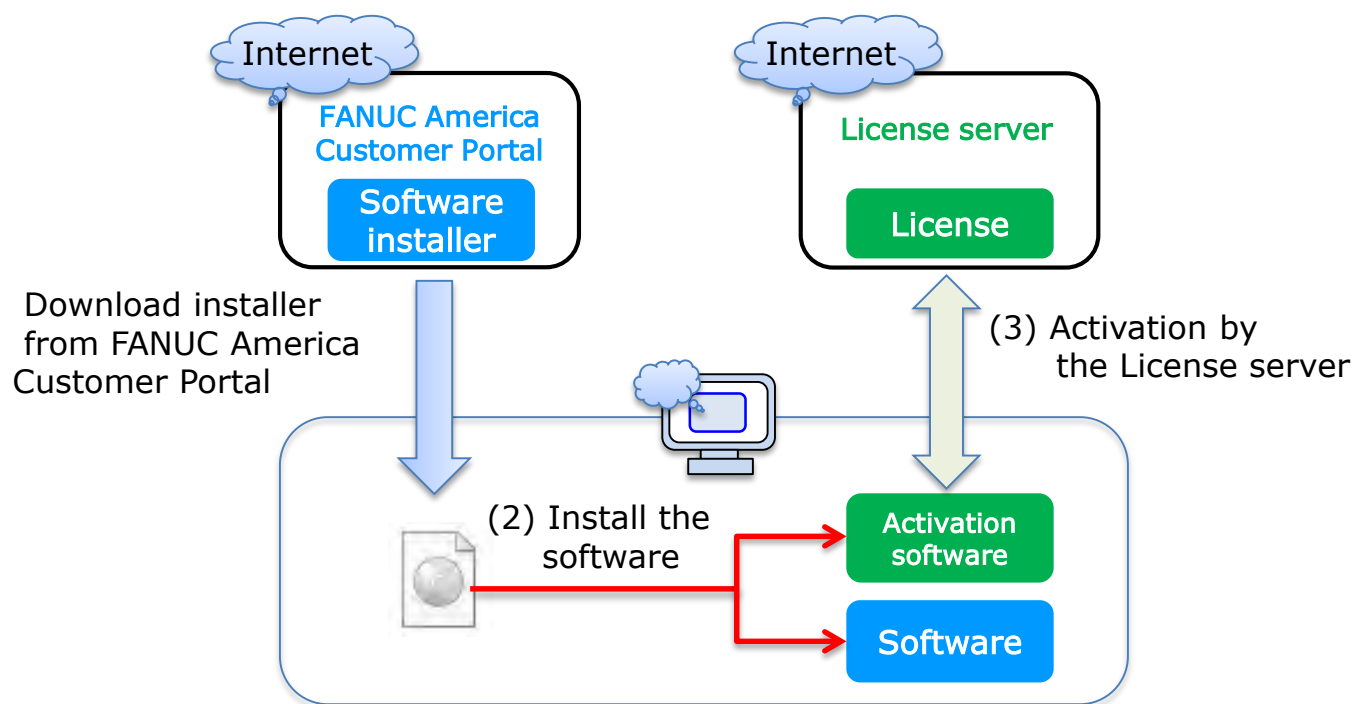 Internet
FANUC America
Customer Portal
Software
installer
Internet
License server
License
Download installer
from FANUC America
Customer Portal
(3) Activation by
the License server
(2) Install the
software
Activation
software
Software